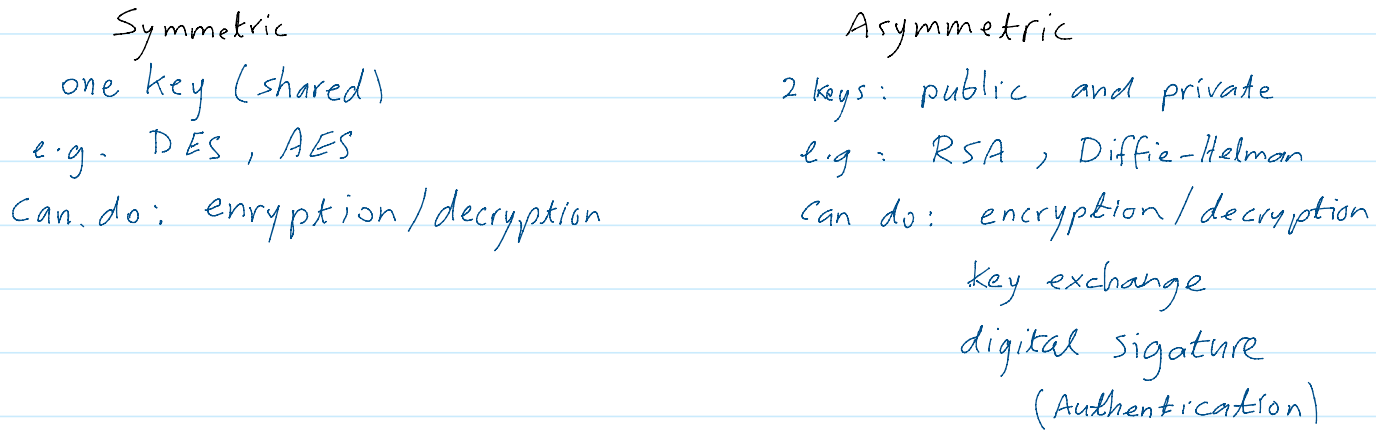 Symmetric
one key (shared)
e.g. DES, AES
Can. do: enryption/decryption
Asymmetric
2 keys: public and private
e.g: RSA, Diffie-Helman
Can do: encryption/decryption
key exchange
digital sigature
(Authentication)